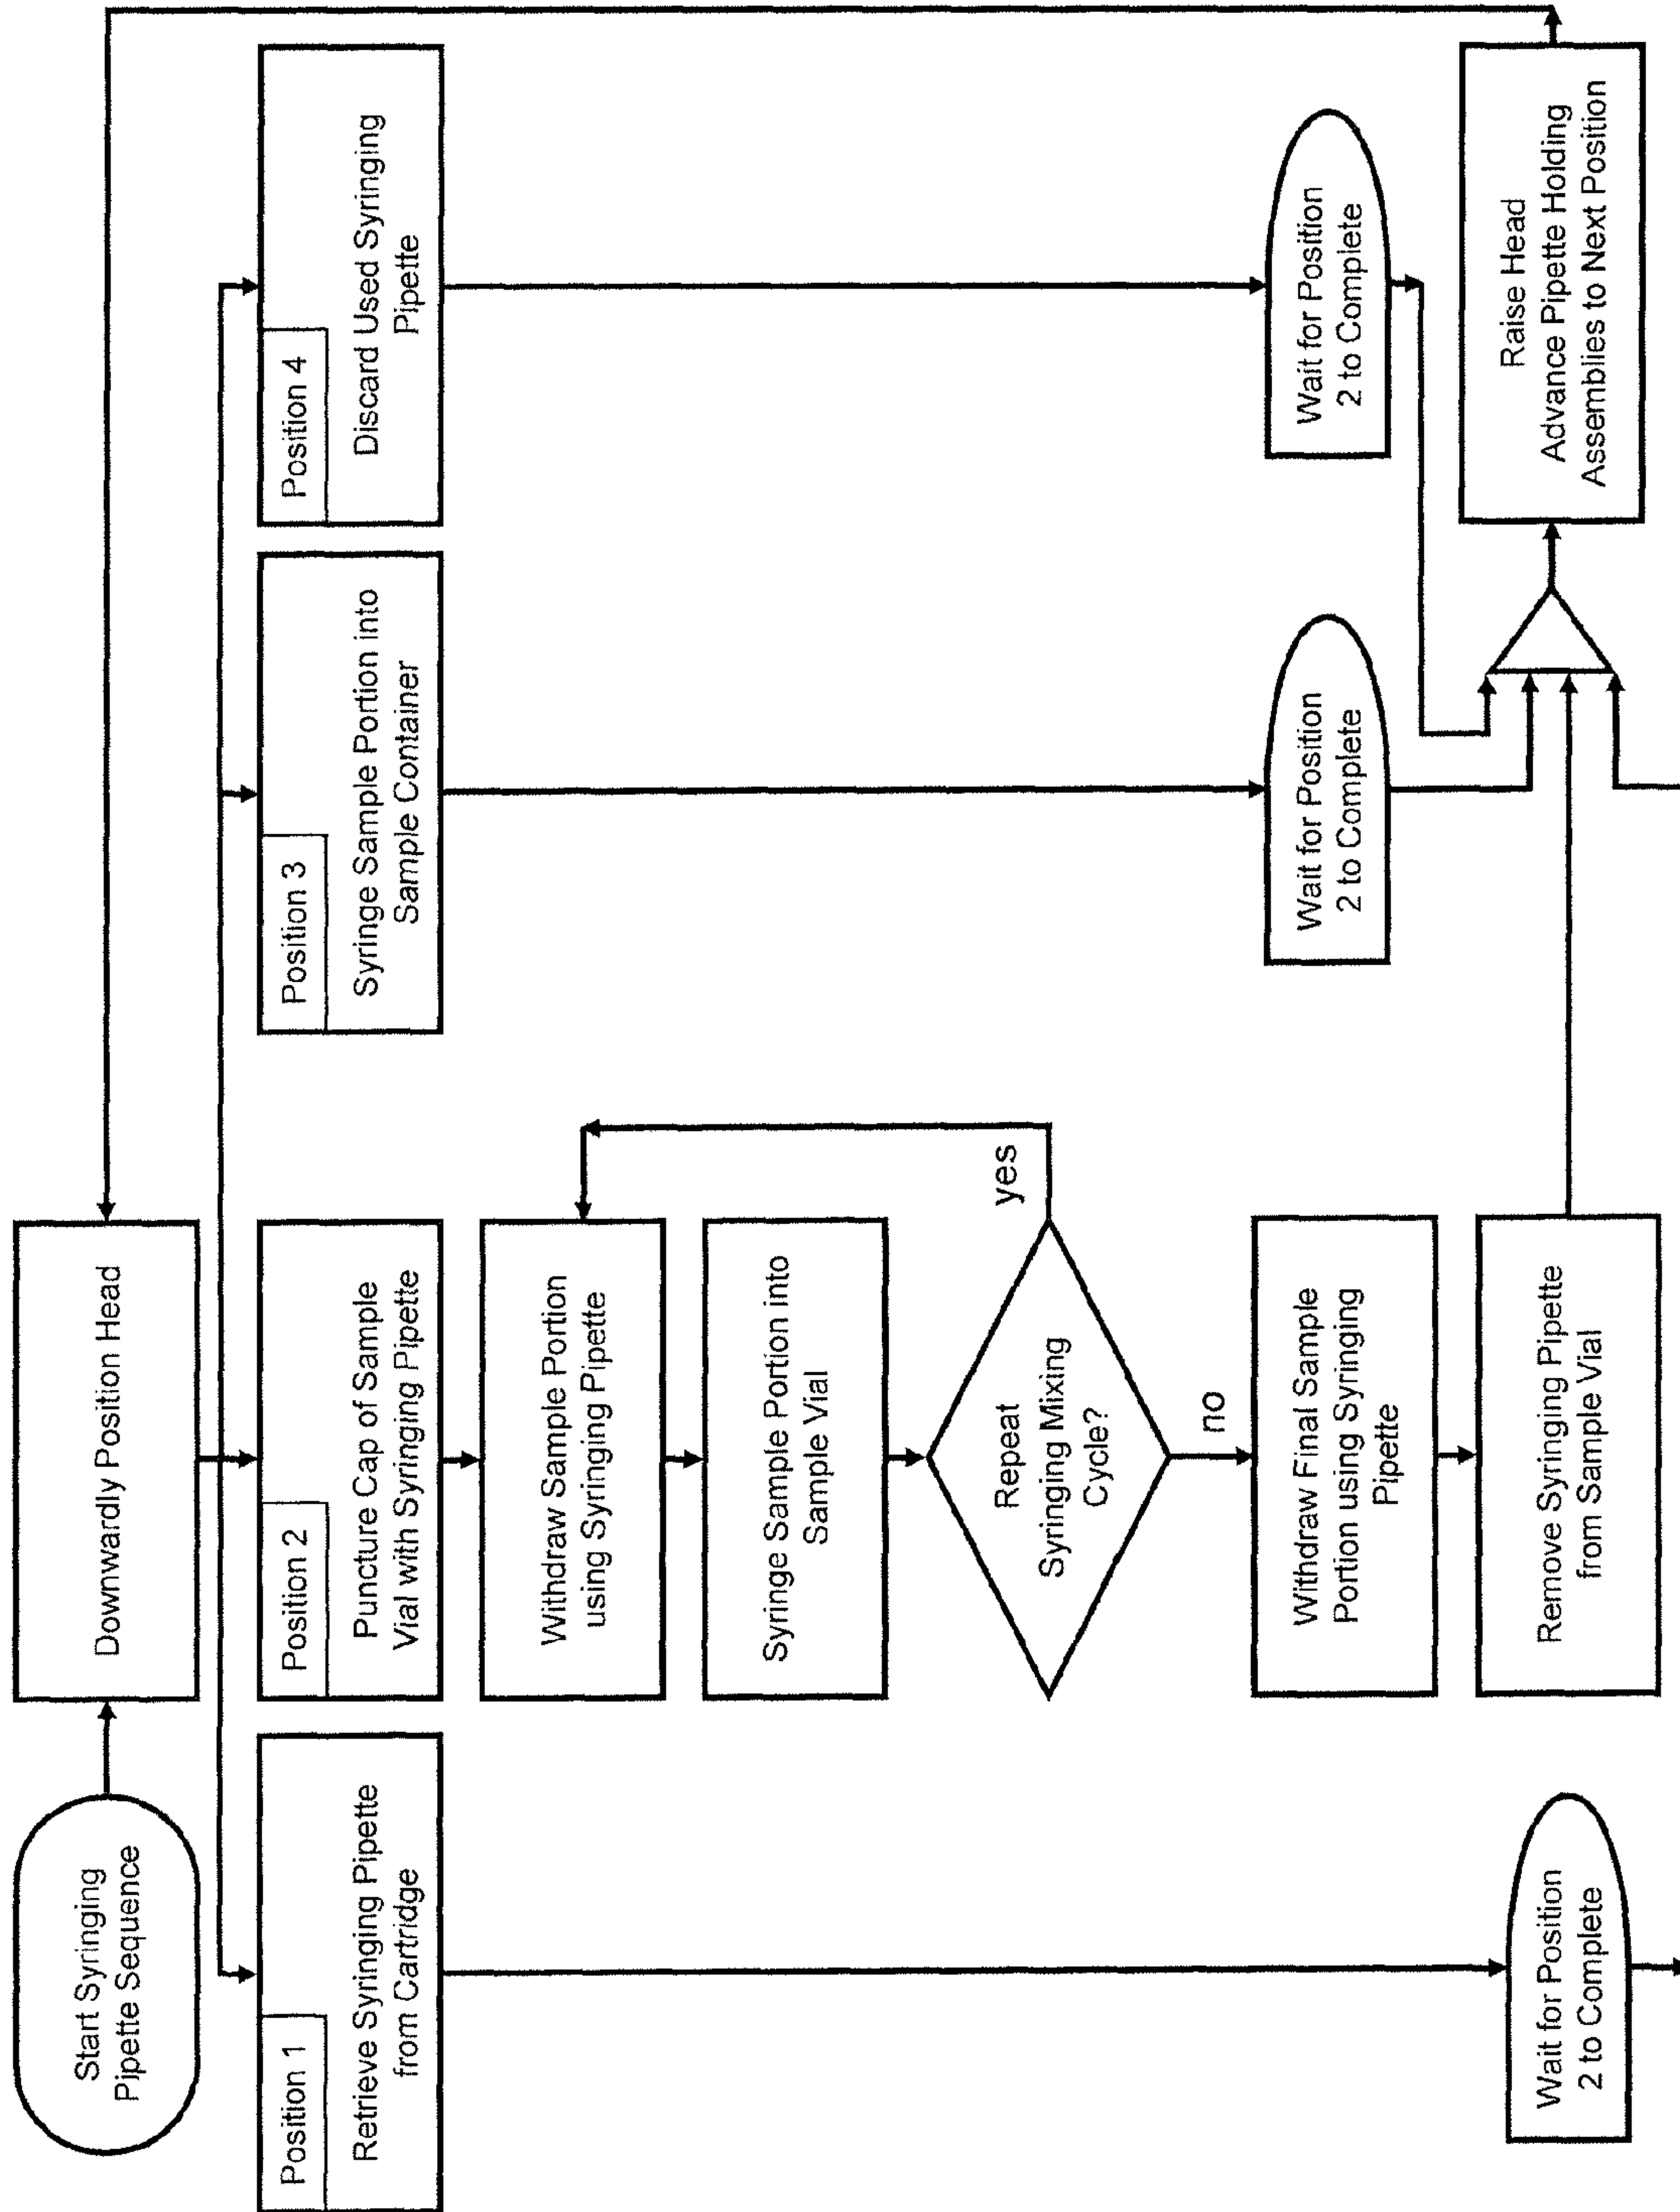 Start Syringing
Pipette Sequence
Downwardly Position Head
Position 1
Retrieve Syringing Pipette
from Cartridge
Position 2
Puncture Cap of Sample
Vial with Syringing Pipette
Position 3
Syringe Sample Portion into
Sample Container
Position 4
Discard Used Syringing
Pipette
Withdraw Sample Portion
using Syringing Pipette
Syringe Sample Portion into
Sample Vial
Repeat
Syringing Mixing
Cycle?
yes
no
Withdraw Final Sample
Portion using Syringing
Pipette
Remove Syringing Pipette
from Sample Vial
Wait for Position
2 to Complete
Wait for Position
2 to Complete
Wait for Position
2 to Complete
Raise Head
Advance Pipette Holding
Assemblies to Next Position